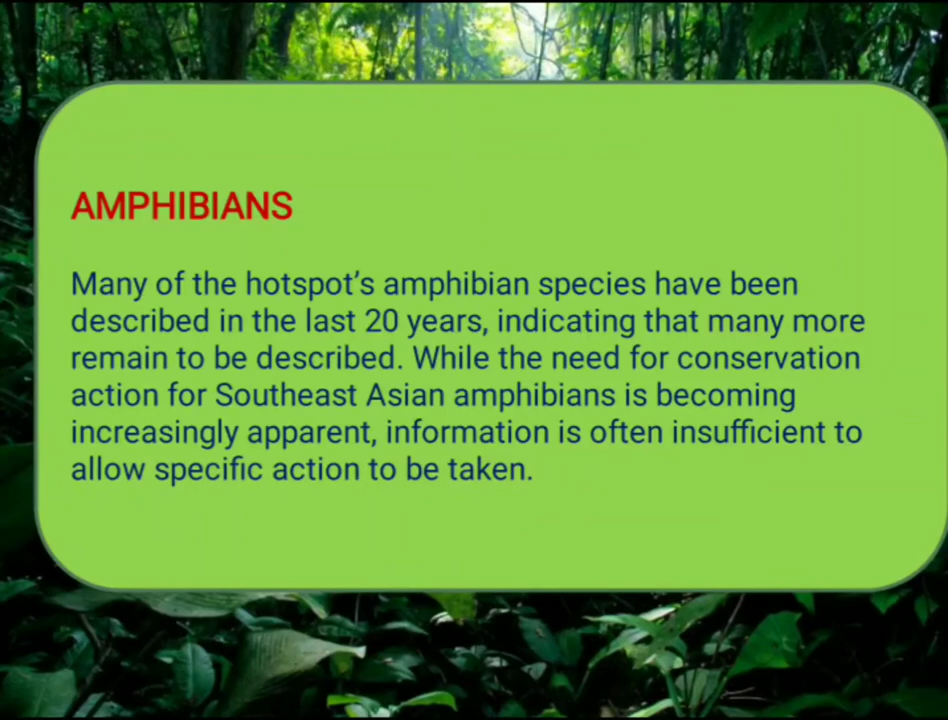 AMPHIBIANS
Many of the hotspot’s amphibian species have been
described in the last 20 years, indicating that many more
remain to be described. While the need for conservation
action for Southeast Asian amphibians is becoming
increasingly apparent, information is often insufficient to
allow specific action to be taken.